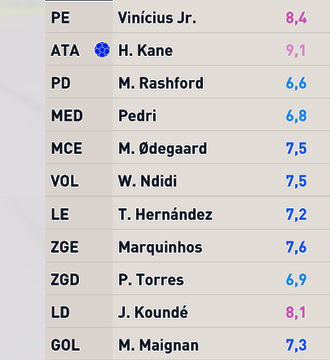 PE Vinícius Jr. 8,4
ATA H. Kane 9,1
PD M. Rashford 6,6
MED Pedri 6,8
MCE M. Ødegaard 7,5
VOL W. Ndidi 7,5
LE T. Hernández 7,2
ZGE Marquinhos 7,6
ZGD P. Torres 6,9
LD J. Koundé 8,1
GOL M. Maignan 7,3